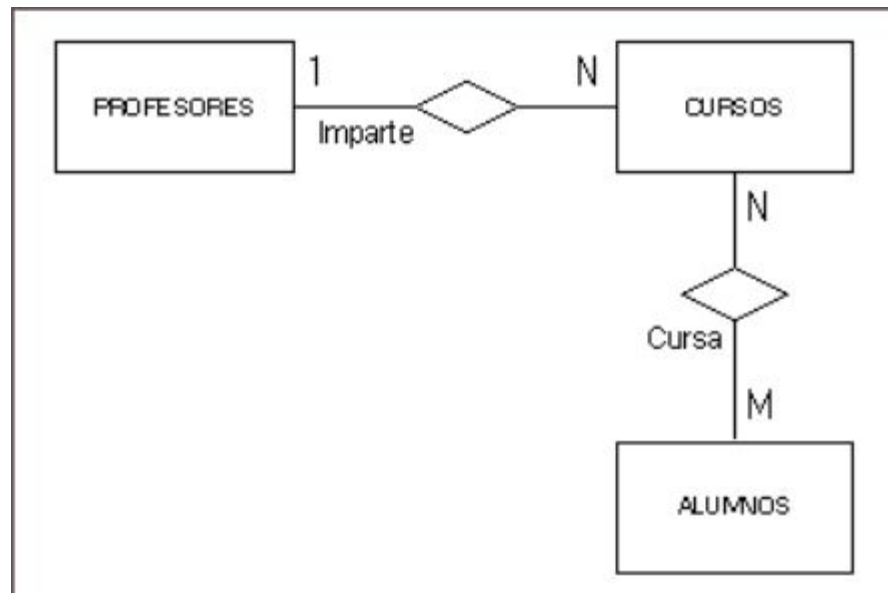 1
N
PROFESORES
CURSOS
Imparte
N
Cursa
M
ALUMNOS